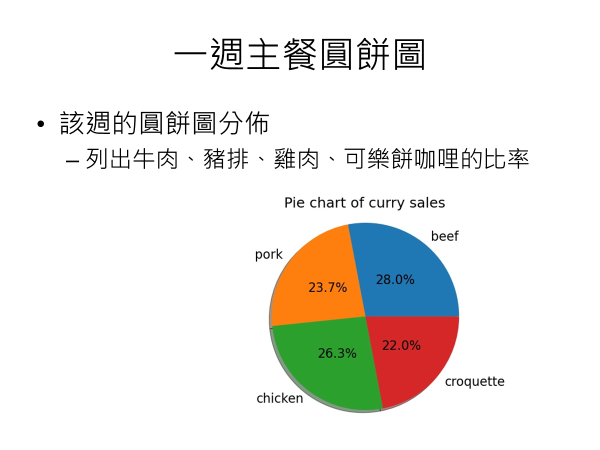 一週主餐圓餅圖
• 該週的圓餅圖分佈
– 列出牛肉、豬排、雞肉、可樂餅咖哩的比率
Pie chart of curry sales
beef
pork
28.0%
23.7%
22.0%
26.3%
croquette
chicken